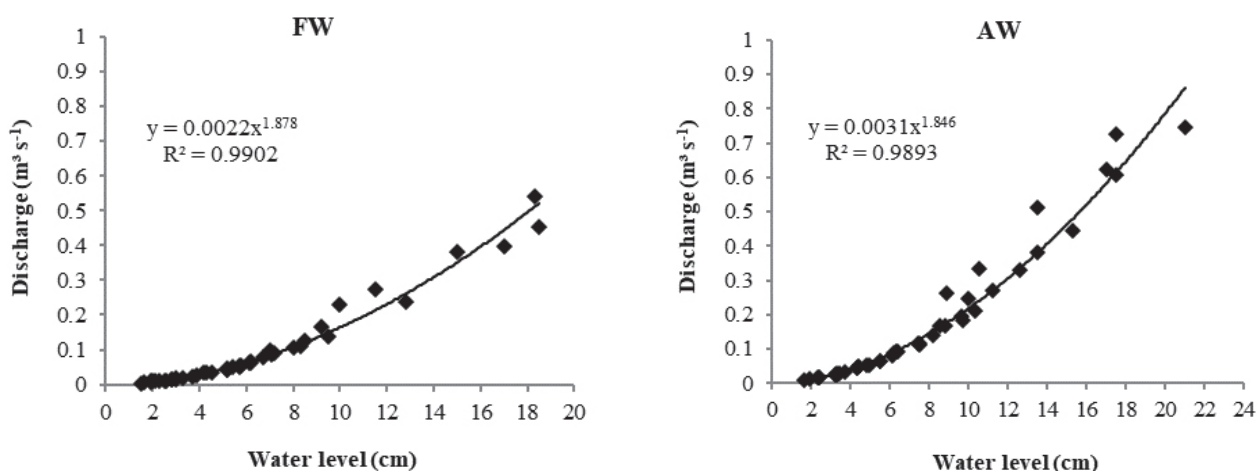 FW
1
0.9
0.8
0.7
0.6
0.5
0.4
0.3
0.2
0.1
0
Discharge (m³ s⁻¹)
y = 0.0022x^1.878
R² = 0.9902
0 2 4 6 8 10 12 14 16 18 20
Water level (cm)
AW
1
0.9
0.8
0.7
0.6
0.5
0.4
0.3
0.2
0.1
0
Discharge (m³ s⁻¹)
y = 0.0031x^1.846
R² = 0.9893
0 2 4 6 8 10 12 14 16 18 20 22 24
Water level (cm)